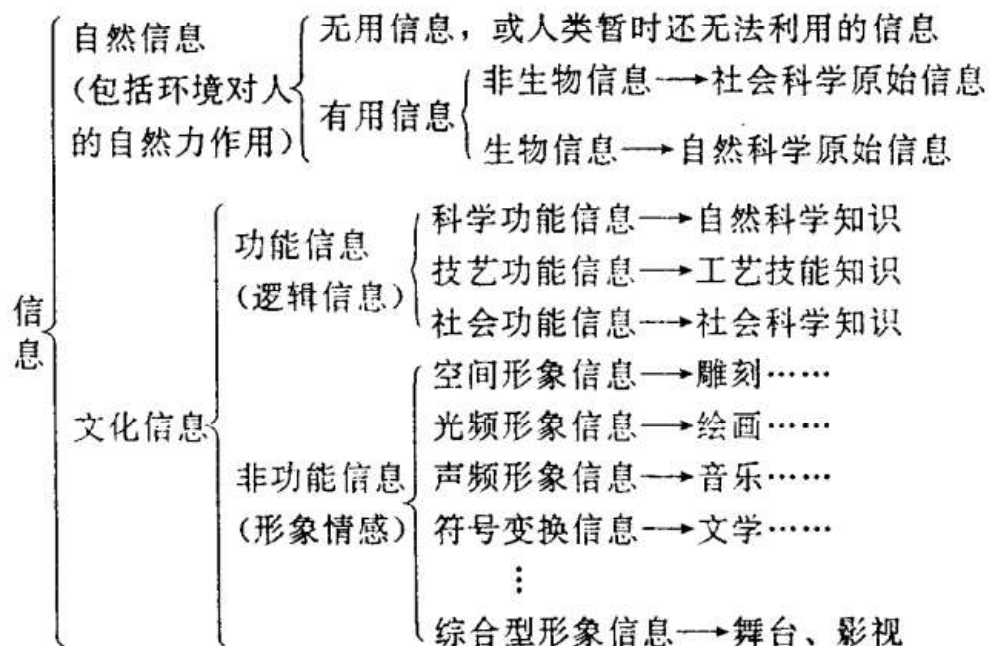 自然信息
(包括环境对人
的自然力作用)
无用信息，或人类暂时还无法利用的信息
有用信息
非生物信息→社会科学原始信息
生物信息→自然科学原始信息
信
息
文化信息
功能信息
(逻辑信息)
科学功能信息→自然科学知识
技艺功能信息→工艺技能知识
社会功能信息→社会科学知识
非功能信息
(形象情感)
空间形象信息→雕刻……
光频形象信息→绘画……
声频形象信息→音乐……
符号变换信息→文学……
⋮
综合型形象信息→舞台、影视